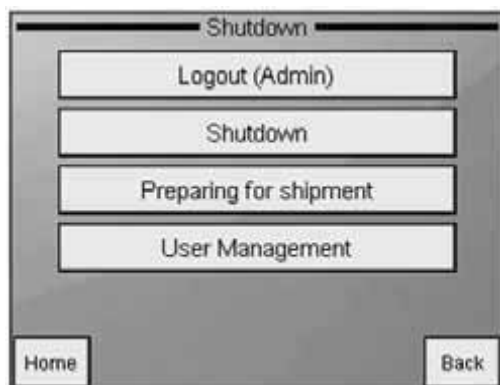 Shutdown
Logout (Admin)
Shutdown
Preparing for shipment
User Management
Home
Back